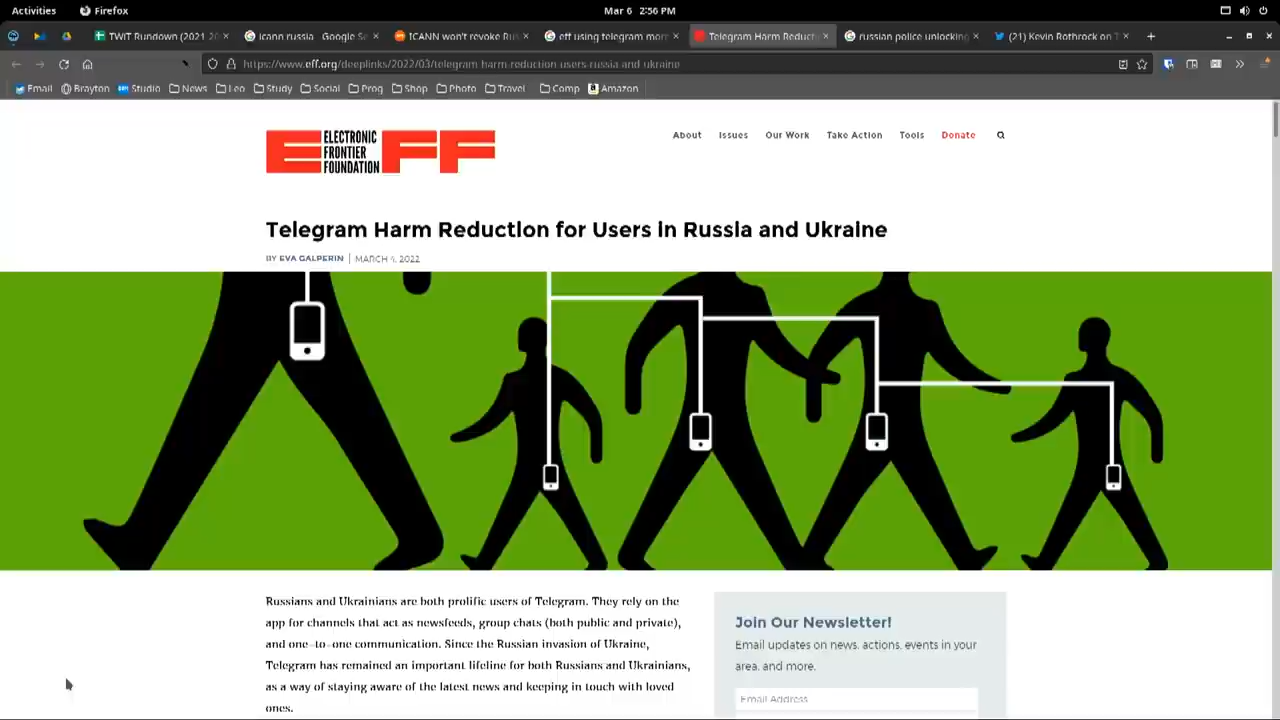 Activities Firefox Mar 6 2:56 PM
TWiT Rundown (2021 20 icann russia - Google Se ICANN won't revoke Rus eff using telegram morn Telegram Harm Reducti russian police unlocking (21) Kevin Rothrock on T
https://www.eff.org/deeplinks/2022/03/telegram-harm-reduction-users-russia-and-ukraine
Email Brayton Studio News Leo Study Social Prog Shop Photo Travel Comp Amazon
ELECTRONIC
FRONTIER
FOUNDATION
EFF
About Issues Our Work Take Action Tools Donate
Telegram Harm Reduction for Users in Russia and Ukraine
BY EVA GALPERIN | MARCH 4, 2022
Russians and Ukrainians are both prolific users of Telegram. They rely on the
app for channels that act as newsfeeds, group chats (both public and private),
and one-to-one communication. Since the Russian invasion of Ukraine,
Telegram has remained an important lifeline for both Russians and Ukrainians,
as a way of staying aware of the latest news and keeping in touch with loved
ones.
Join Our Newsletter!
Email updates on news, actions, events in your
area, and more.
Email Address